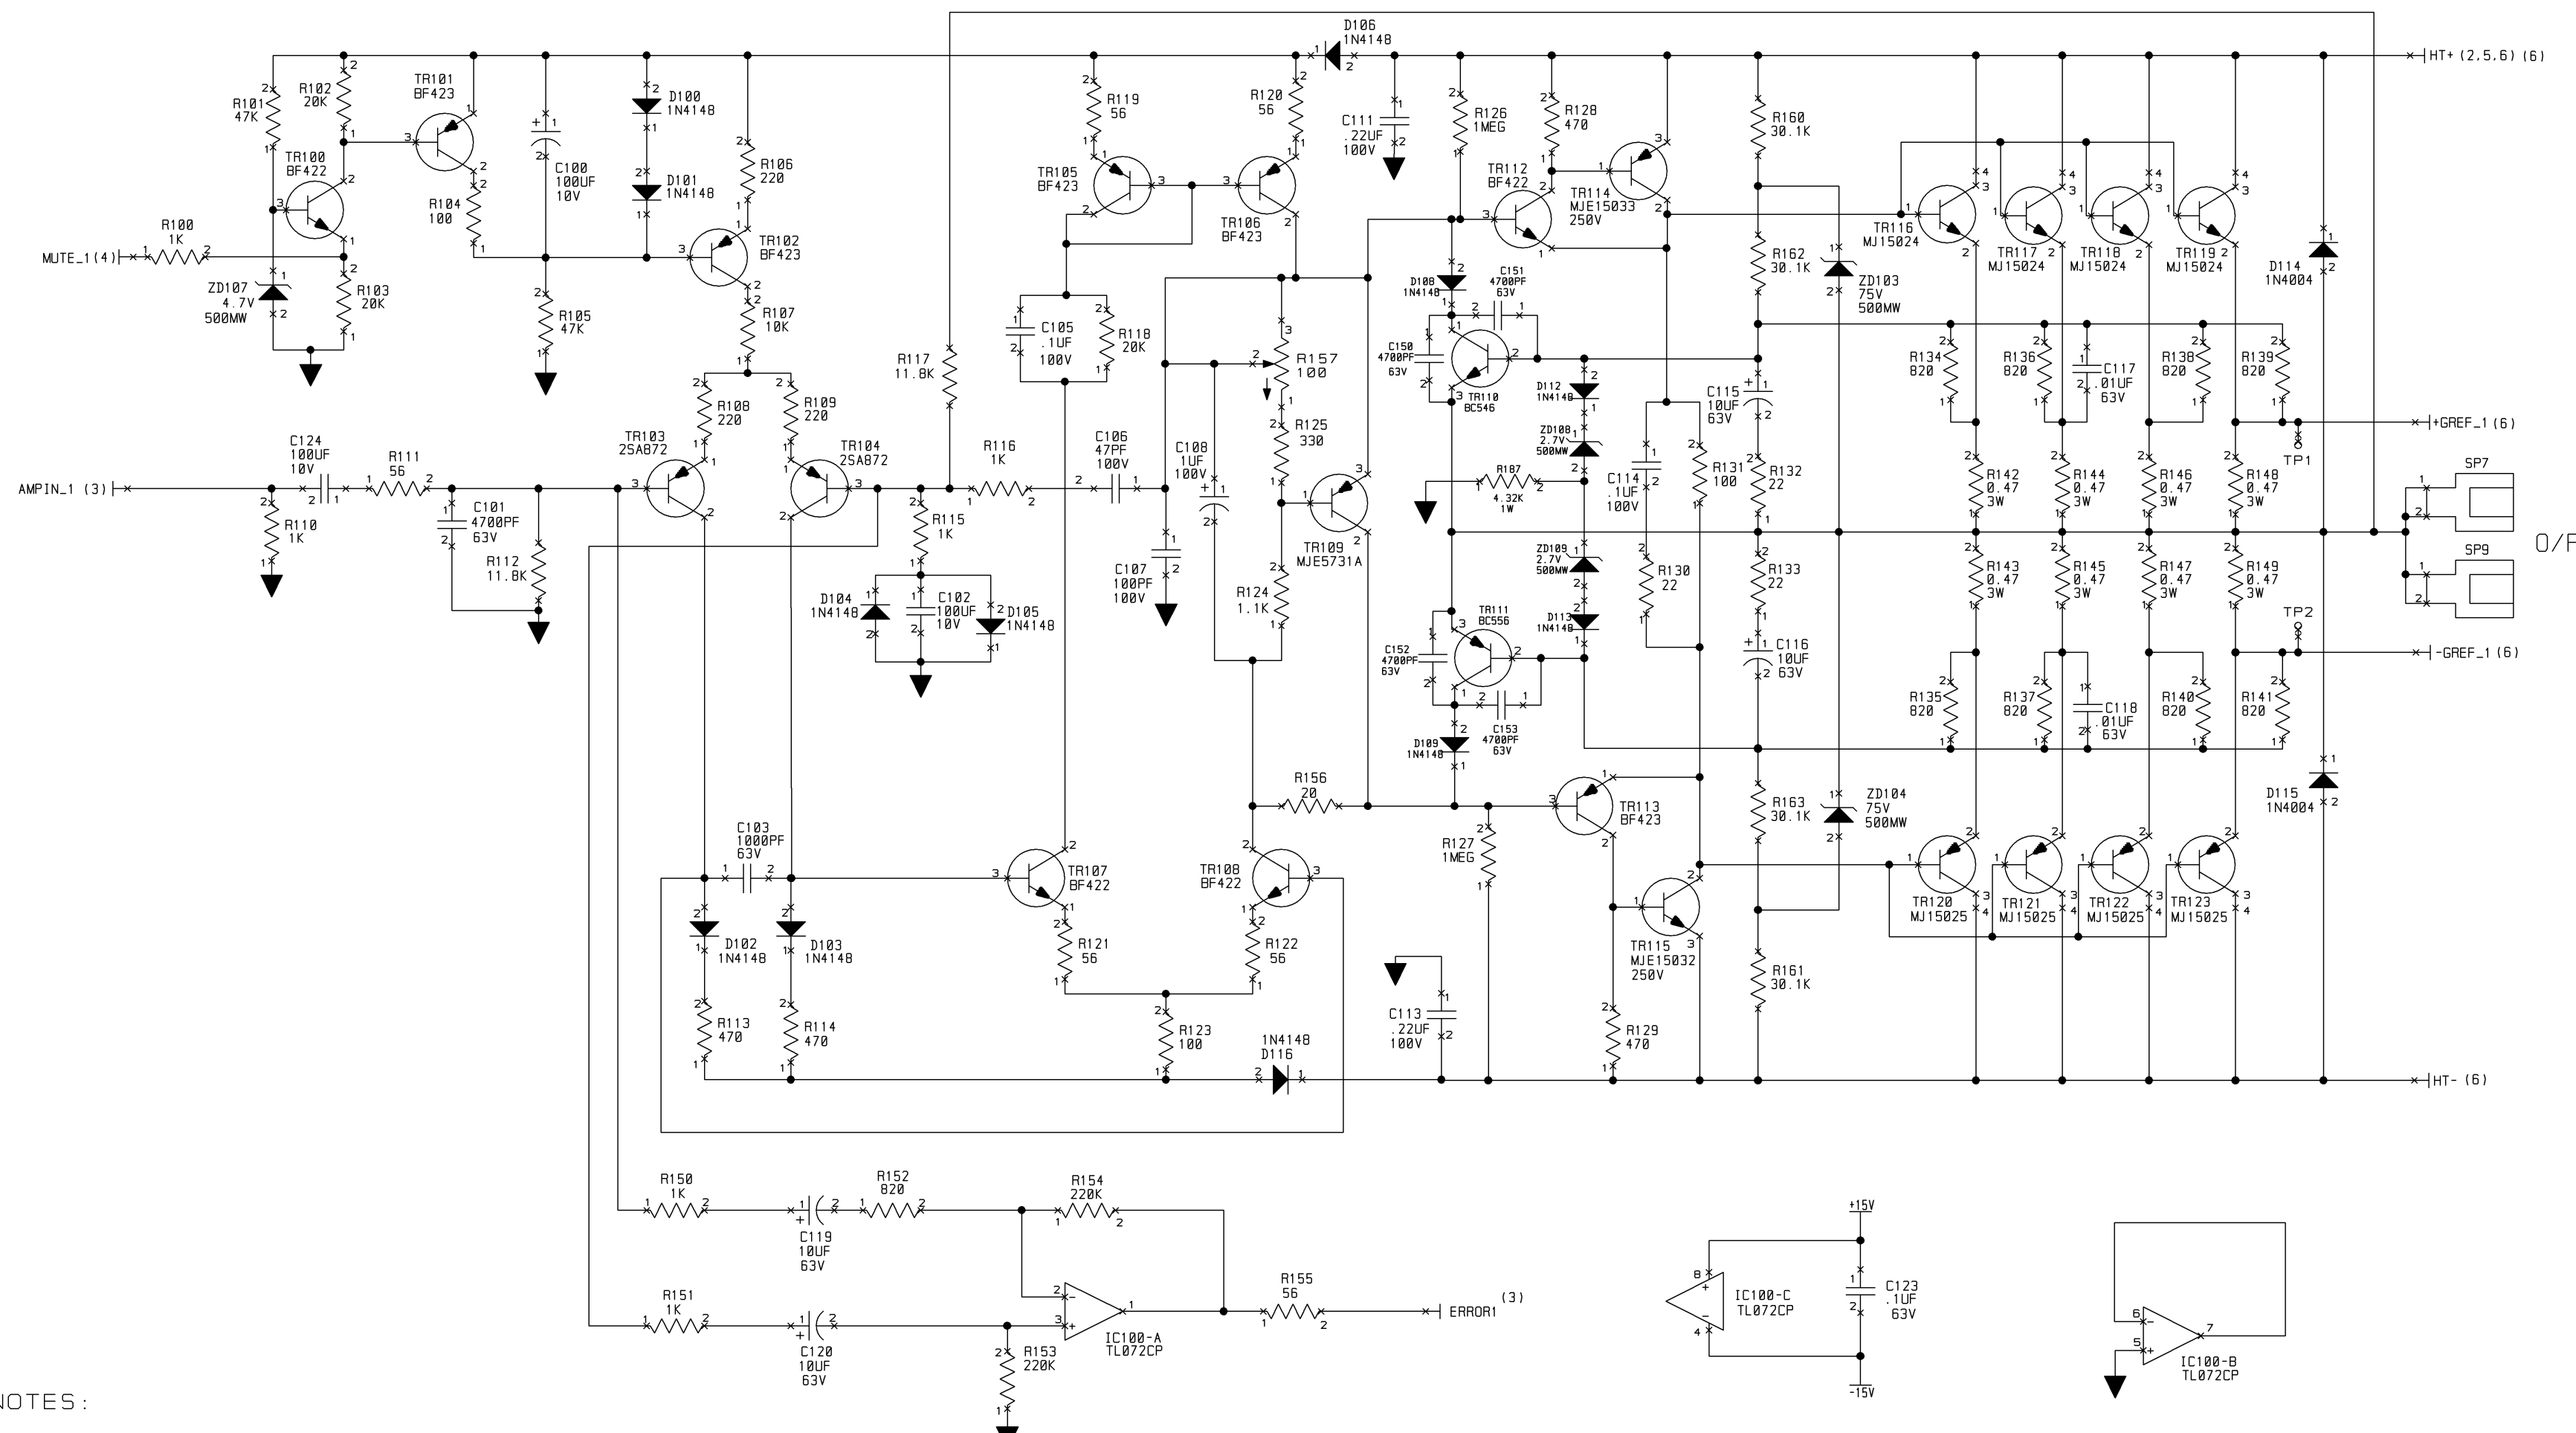 D106
1N4148
HT+ (2,5,6) (6)
R101
47K
R102
20K
TR101
BF423
D100
1N4148
R119
56
R120
56
C111
.22UF
100V
R126
1MEG
R128
470
R160
30.1K
TR100
BF422
C100
100UF
10V
R106
220
D101
1N4148
R104
100
TR105
BF423
TR106
BF423
TR112
BF422
TR114
MJE15033
250V
TR116
MJ15024
TR117
MJ15024
TR118
MJ15024
TR119
MJ15024
R100
1K
MUTE_1(4)
TR102
BF423
R162
30.1K
ZD103
75V
500MW
D114
1N4004
ZD107
4.7V
500MW
R103
20K
R105
47K
R107
10K
D108
1N4148
C151
4700PF
63V
C105
.1UF
100V
R118
20K
R117
11.8K
R157
100
C150
4700PF
63V
TR110
BC546
D112
1N4148
C115
10UF
63V
R134
820
R136
820
C117
.01UF
63V
R138
820
R139
820
R108
220
R109
220
R125
330
ZD108
2.7V
500MW
+GREF_1(6)
TP1
C124
100UF
10V
R111
56
TR103
2SA872
TR104
2SA872
R116
1K
C106
47PF
100V
C108
1UF
100V
R187
4.32K
1W
C114
.1UF
100V
R131
100
R132
22
R142
0.47
3W
R144
0.47
3W
R146
0.47
3W
R148
0.47
3W
SP7
AMPIN_1 (3)
R110
1K
C101
4700PF
63V
R112
11.8K
R115
1K
TR109
MJE5731A
O/P
D104
1N4148
C102
100UF
10V
D105
1N4148
C107
100PF
100V
R124
1.1K
ZD109
2.7V
500MW
D113
1N4148
R130
22
R133
22
R143
0.47
3W
R145
0.47
3W
R147
0.47
3W
R149
0.47
3W
SP9
TP2
TR111
BC556
C152
4700PF
63V
C116
10UF
63V
-GREF_1(6)
R135
820
R137
820
C118
.01UF
63V
R140
820
R141
820
D109
1N4148
C153
4700PF
63V
R156
20
TR113
BF423
R163
30.1K
ZD104
75V
500MW
D115
1N4004
C103
1000PF
63V
TR107
BF422
TR108
BF422
R127
1MEG
TR120
MJ15025
TR121
MJ15025
TR122
MJ15025
TR123
MJ15025
D102
1N4148
D103
1N4148
R121
56
R122
56
TR115
MJE15032
250V
R161
30.1K
R113
470
R114
470
R123
100
1N4148
D116
C113
.22UF
100V
R129
470
HT-(6)
R150
1K
C119
10UF
63V
R152
820
R154
220K
R151
1K
C120
10UF
63V
R153
220K
IC100-A
TL072CP
R155
56
ERROR1
(3)
+15V
IC100-C
TL072CP
C123
.1UF
63V
-15V
IC100-B
TL072CP
NOTES: